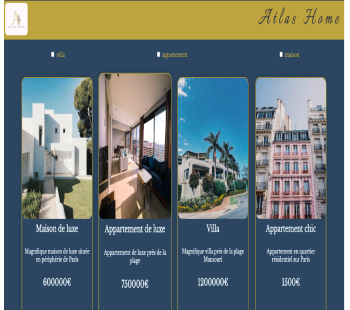 Atlas Home
villa
appartement
maison
Maison de luxe
Magnifique maison de luxe située
en périphérie de Paris
600000€
Appartement de luxe
Appartement de luxe près de la
plage
750000€
Villa
Magnifique villa près de la plage
Mansouri
1200000€
Appartement chic
Appartement en quartier
résidentiel sur Paris
1500€